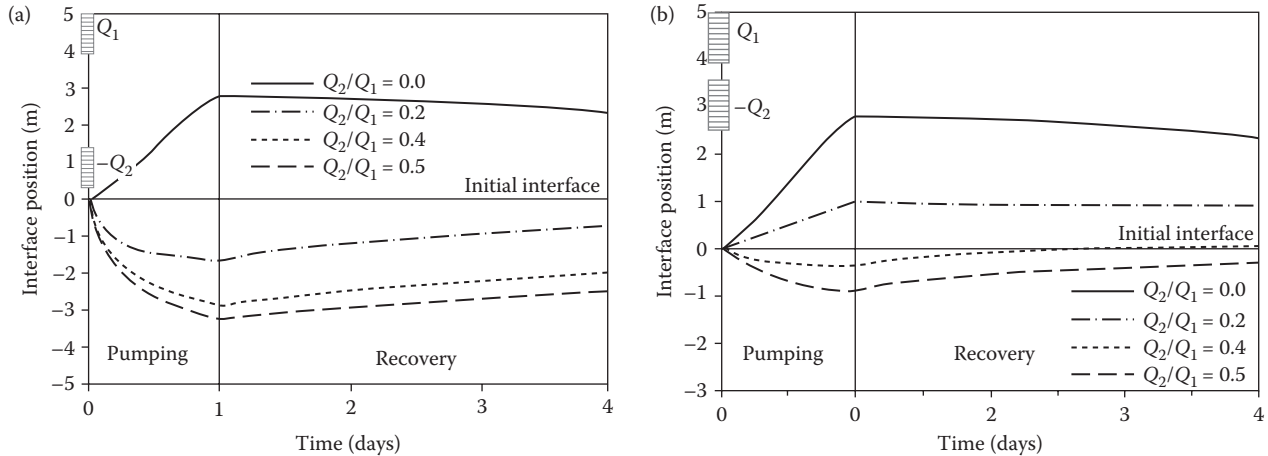 (a)
Interface position (m)
5
4
3
2
1
0
−1
−2
−3
−4
−5
Q1
−Q2
Q2/Q1 = 0.0
Q2/Q1 = 0.2
Q2/Q1 = 0.4
Q2/Q1 = 0.5
Initial interface
Pumping
Recovery
0
1
2
3
4
Time (days)
(b)
Interface position (m)
5
4
3
2
1
0
−1
−2
−3
Q1
−Q2
Initial interface
Q2/Q1 = 0.0
Q2/Q1 = 0.2
Q2/Q1 = 0.4
Q2/Q1 = 0.5
Pumping
Recovery
0
0
2
3
4
Time (days)